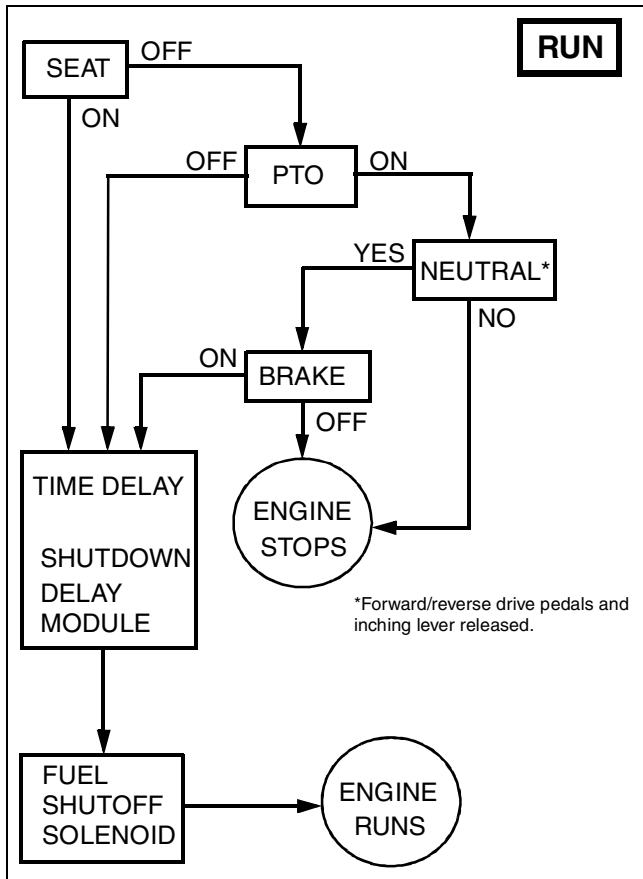 RUN
SEAT
OFF
ON
OFF
PTO
ON
YES
NEUTRAL*
NO
ON
BRAKE
OFF
TIME DELAY
SHUTDOWN
DELAY
MODULE
ENGINE
STOPS
*Forward/reverse drive pedals and
inching lever released.
FUEL
SHUTOFF
SOLENOID
ENGINE
RUNS